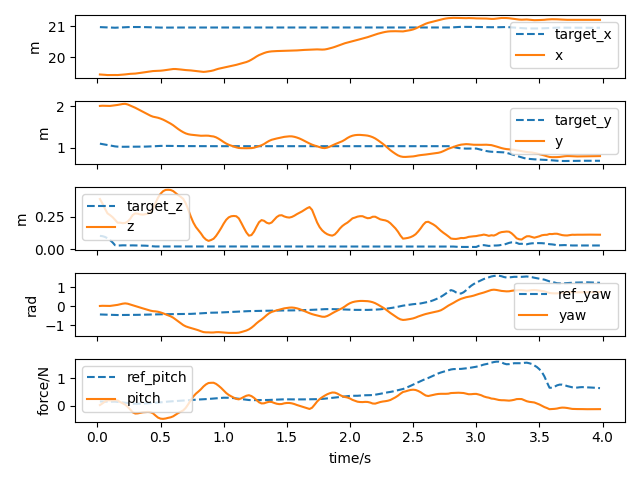 21
20
m
target_x
x
2
1
m
target_y
y
0.25
0.00
m
target_z
z
1
0
−1
rad
ref_yaw
yaw
1
0
force/N
ref_pitch
pitch
0.0 0.5 1.0 1.5 2.0 2.5 3.0 3.5 4.0
time/s